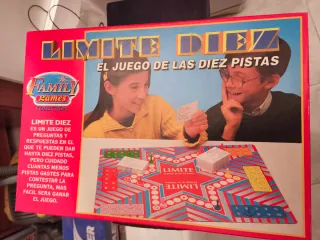 LIMITE DIEZ
EL JUEGO DE LAS DIEZ PISTAS
FAMILY
Games
LIMITE DIEZ
ES UN JUEGO DE
PREGUNTAS Y
RESPUESTAS EN EL
QUE TE PUEDEN DAR
HASTA DIEZ PISTAS,
PERO CUIDADO
CUANTAS MENOS
PISTAS GASTES PARA
CONTESTAR LA
PREGUNTA, MAS
FACIL SERA GANAR
EL JUEGO.
LIMITE
LIMITE